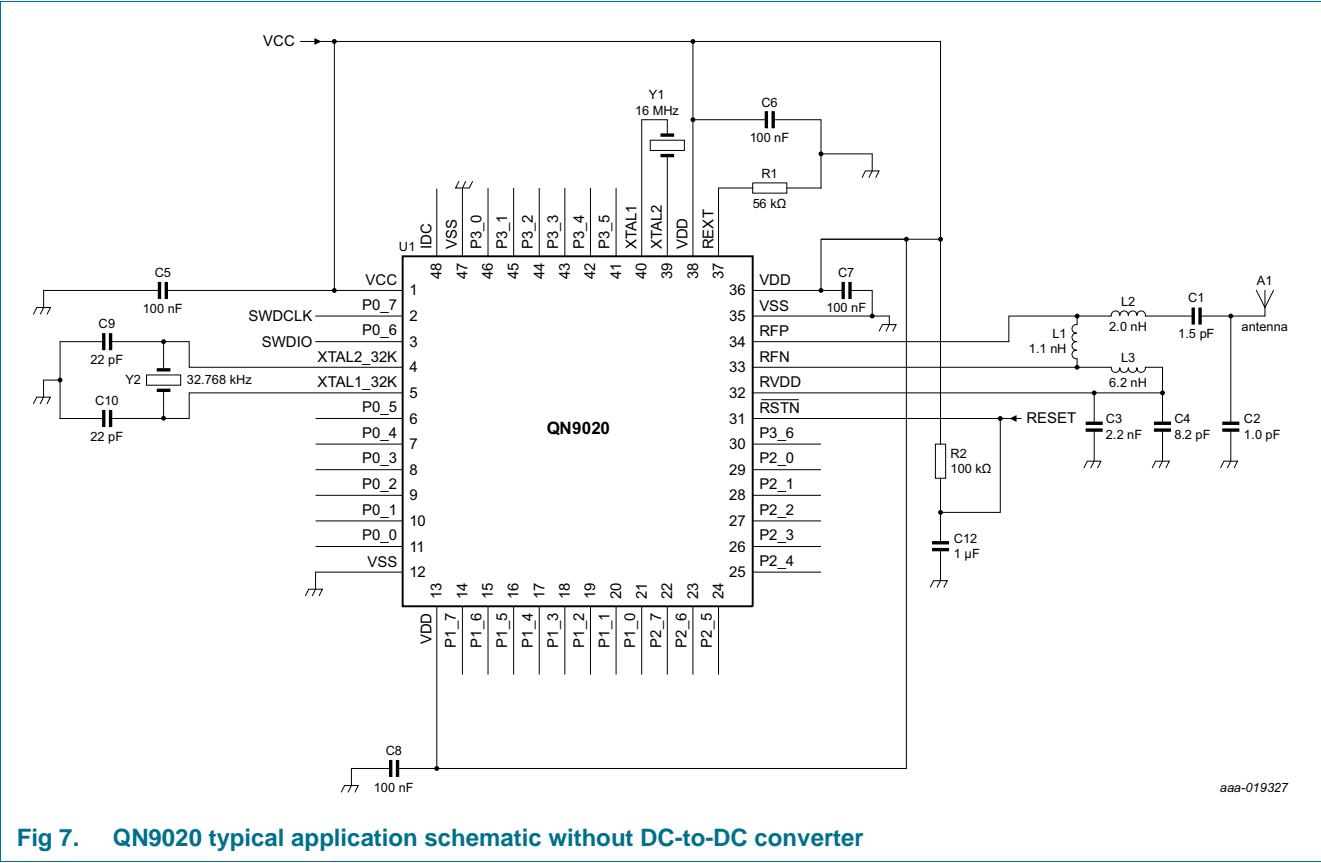 VCC
Y1
16 MHz
C6
100 nF
R1
56 kΩ
IDC
VSS
P3_0
P3_1
P3_2
P3_3
P3_4
P3_5
XTAL1
XTAL2
VDD
REXT
U1
48
47
46
45
44
43
42
41
40
39
38
37
C5
100 nF
VCC
1
SWDCLK
P0_7
2
SWDIO
P0_6
3
C9
22 pF
XTAL2_32K
4
Y2
32.768 kHz
XTAL1_32K
5
C10
22 pF
P0_5
6
P0_4
7
P0_3
8
P0_2
9
P0_1
10
P0_0
11
VSS
12
QN9020
36
VDD
C7
100 nF
35
VSS
34
RFP
33
RFN
32
RVDD
31
RSTN
RESET
30
P3_6
29
P2_0
28
P2_1
27
P2_2
26
P2_3
25
P2_4
L1
1.1 nH
L2
2.0 nH
C1
1.5 pF
A1
antenna
L3
6.2 nH
C3
2.2 nF
C4
8.2 pF
C2
1.0 pF
R2
100 kΩ
C12
1 µF
13
14
15
16
17
18
19
20
21
22
23
24
VDD
P1_7
P1_6
P1_5
P1_4
P1_3
P1_2
P1_1
P1_0
P2_7
P2_6
P2_5
C8
100 nF
aaa-019327
Fig 7. QN9020 typical application schematic without DC-to-DC converter